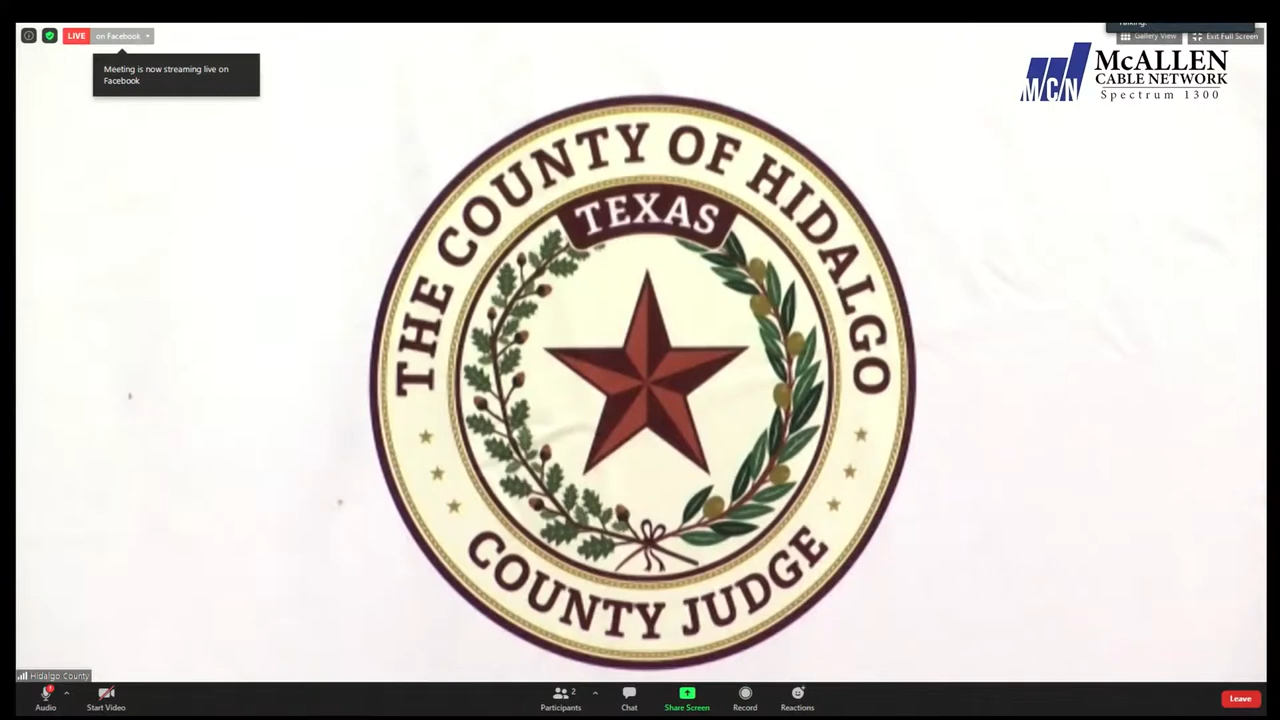 Talking:
LIVE on Facebook
Gallery View
Exit Full Screen
Meeting is now streaming live on
Facebook
MCN
McALLEN
CABLE NETWORK
Spectrum 1300
THE COUNTY OF HIDALGO
TEXAS
COUNTY JUDGE
Hidalgo County
Audio
Start Video
Participants
2
Chat
Share Screen
Record
Reactions
Leave